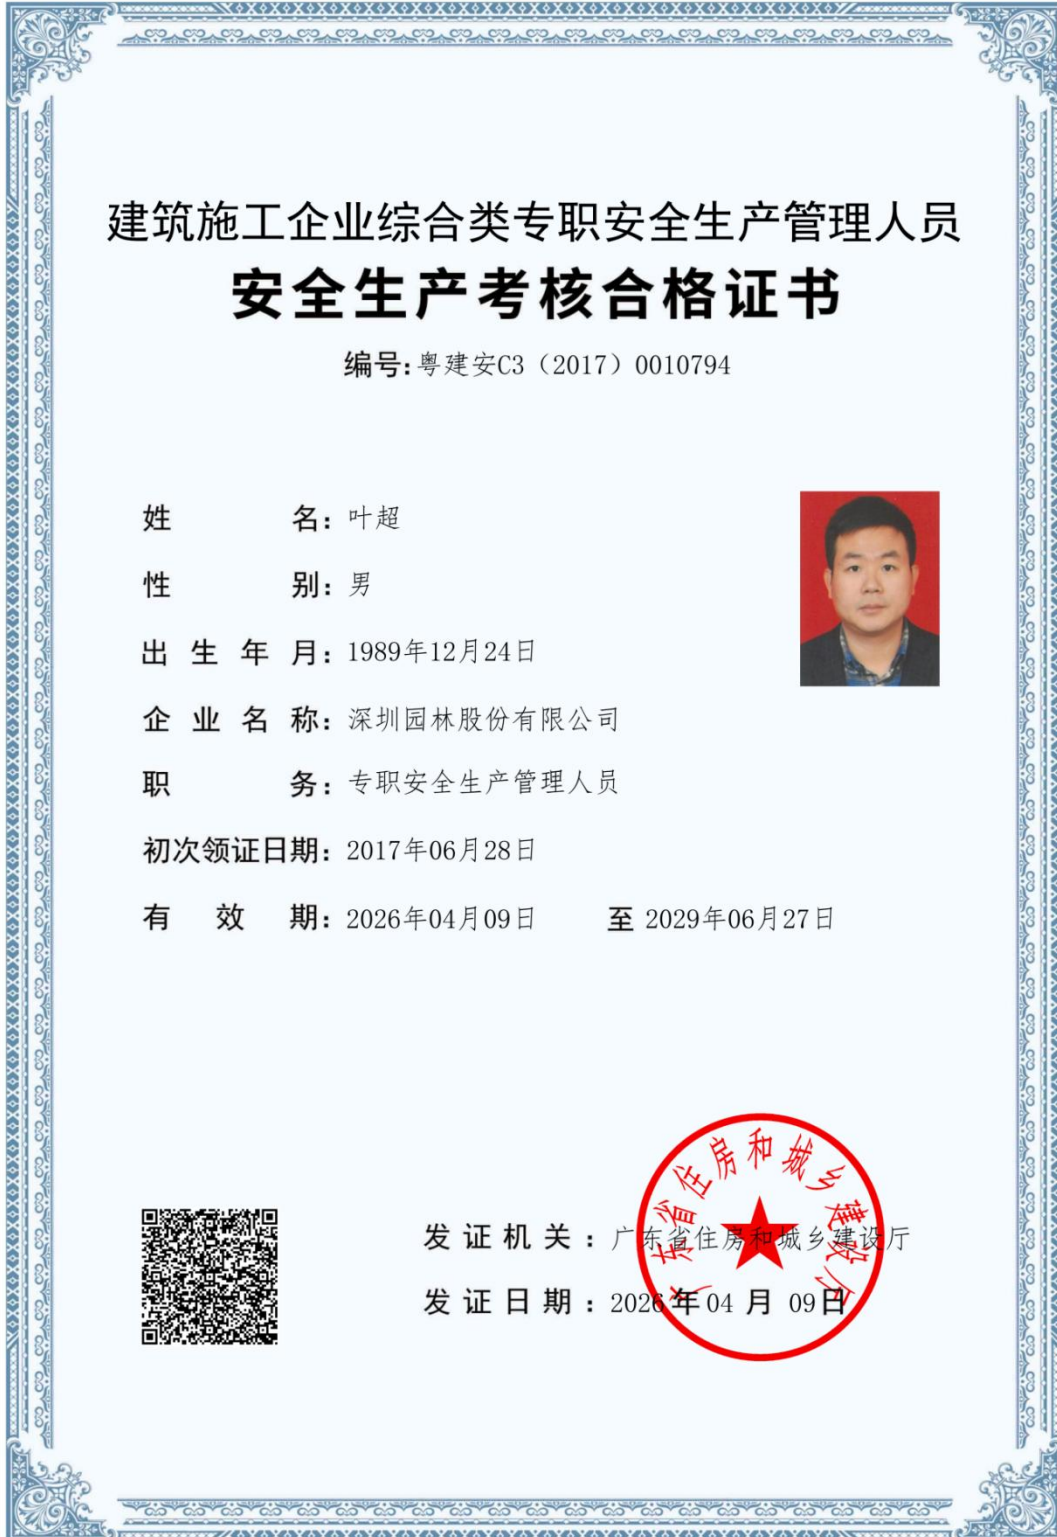 建筑施工企业综合类专职安全生产管理人员
安全生产考核合格证书
编号:粤建安C3（2017）0010794
姓名：叶超
性别：男
出生年月：1989年12月24日
企业名称：深圳园林股份有限公司
职务：专职安全生产管理人员
初次领证日期：2017年06月28日
有效期：2026年04月09日 至 2029年06月27日
广东省住房和城乡建设厅
发证机关：广东省住房和城乡建设厅
发证日期：2026年04月09日